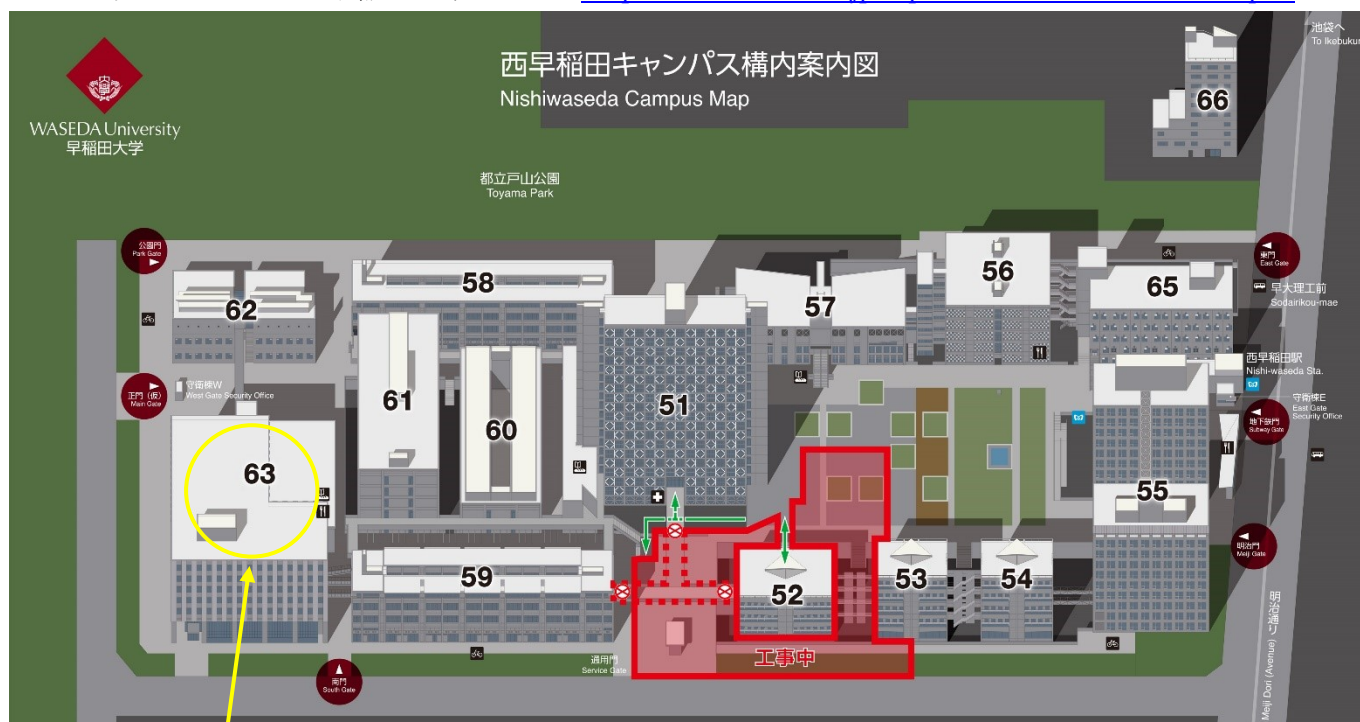 WASEDA University
早稲田大学
西早稲田キャンパス構内案内図
Nishiwaseda Campus Map
池袋へ
To Ikebukur
66
都立戸山公園
Toyama Park
公園門
Park Gate
東門
East Gate
早大理工前
Sodairikou-mae
58
57
56
65
62
西早稲田駅
Nishi-waseda Sta.
守衛棟W
West Gate Security Office
正門（仮）
Main Gate
守衛棟E
East Gate
Security Office
地下鉄門
Subway Gate
61
60
51
63
55
明治門
Meiji Gate
59
52
53
54
工事中
通用門
Service Gate
南門
South Gate
明治通り
Meiji Dori (Avenue)